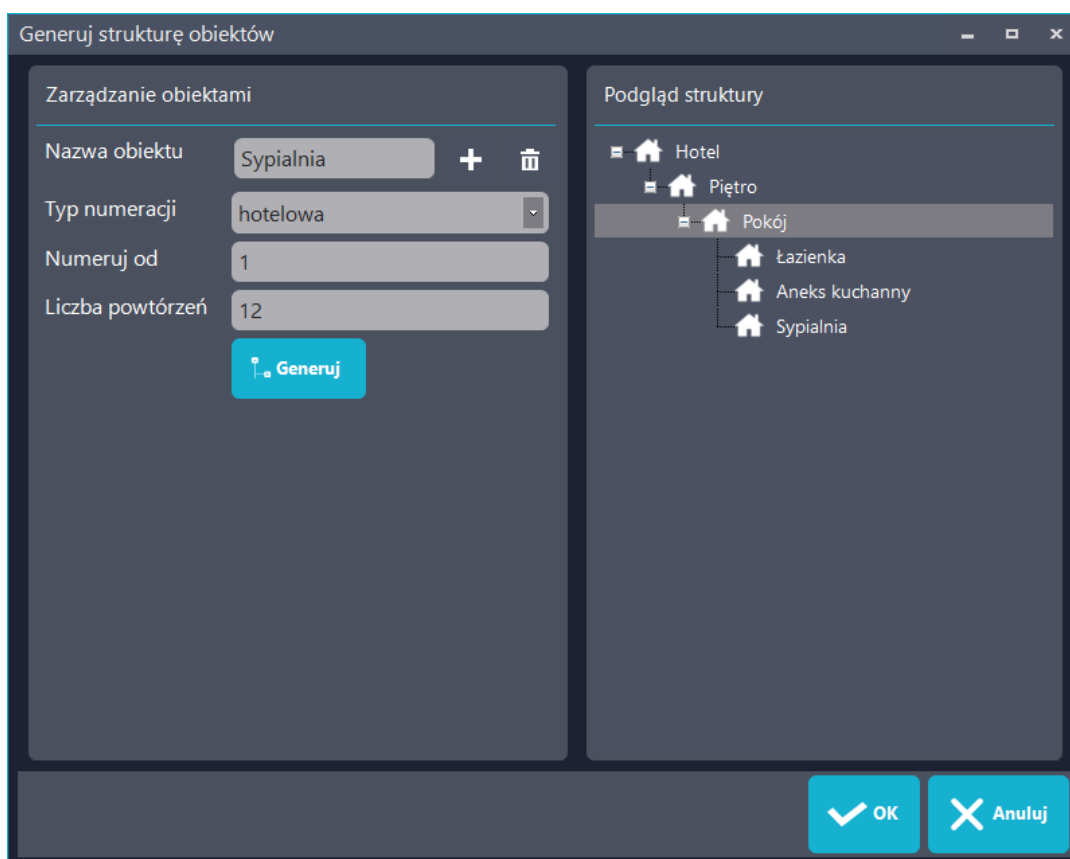 Generuj strukturę obiektów
Zarządzanie obiektami
Nazwa obiektu
Sypialnia
Typ numeracji
hotelowa
Numeruj od
1
Liczba powtórzeń
12
Generuj
Podgląd struktury
Hotel
Piętro
Pokój
Łazienka
Aneks kuchanny
Sypialnia
OK
Anuluj